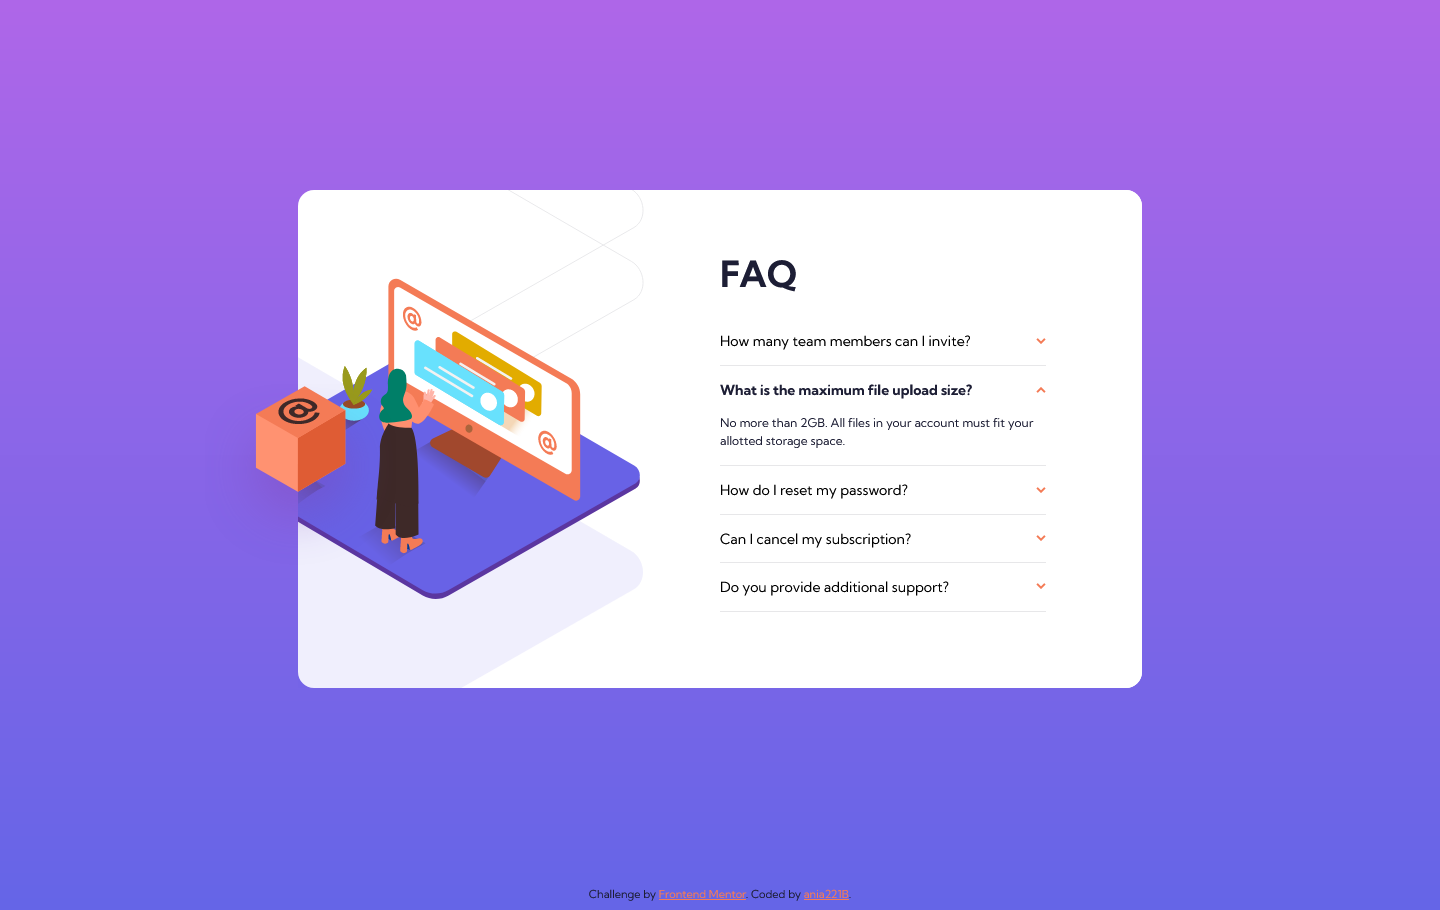 FAQ
How many team members can I invite?
What is the maximum file upload size?
No more than 2GB. All files in your account must fit your
allotted storage space.
How do I reset my password?
Can I cancel my subscription?
Do you provide additional support?
@
@
@
Challenge by Frontend Mentor. Coded by ania221B.